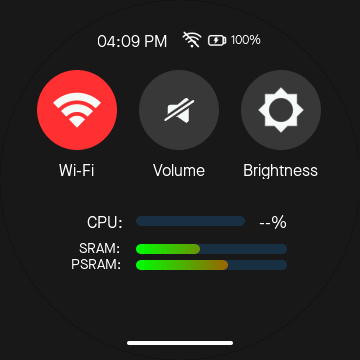 04:09 PM 100%
Wi-Fi Volume Brightness
CPU: --%
SRAM:
PSRAM: